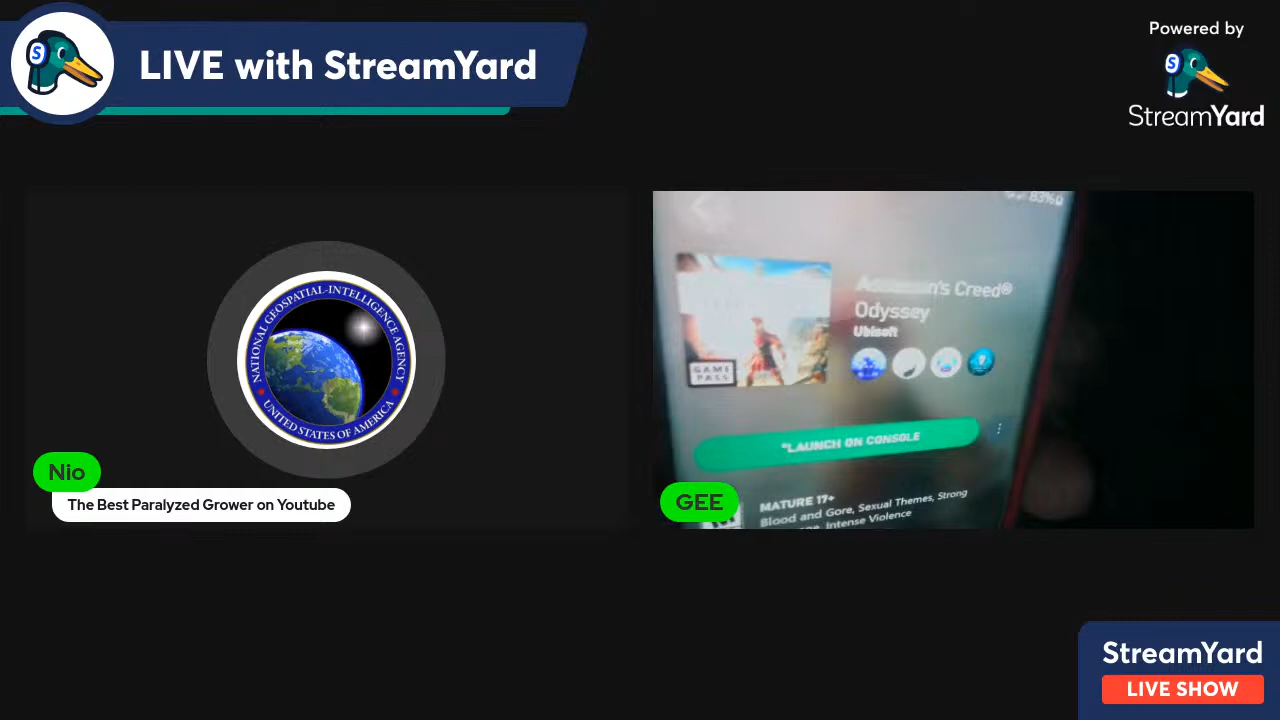 LIVE with StreamYard
Powered by
StreamYard
NATIONAL GEOSPATIAL-INTELLIGENCE AGENCY
UNITED STATES OF AMERICA
Nio
The Best Paralyzed Grower on Youtube
83%
Assassin's Creed®
Odyssey
Ubisoft
GAME
PASS
*LAUNCH ON CONSOLE
MATURE 17+
Blood and Gore, Sexual Themes, Strong
Intense Violence
GEE
StreamYard
LIVE SHOW